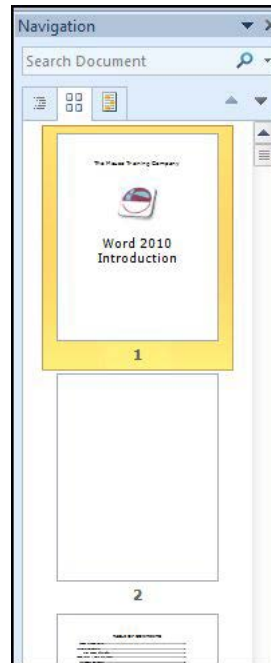 Navigation
Search Document
The Mouse Training Company
Word 2010
Introduction
1
2